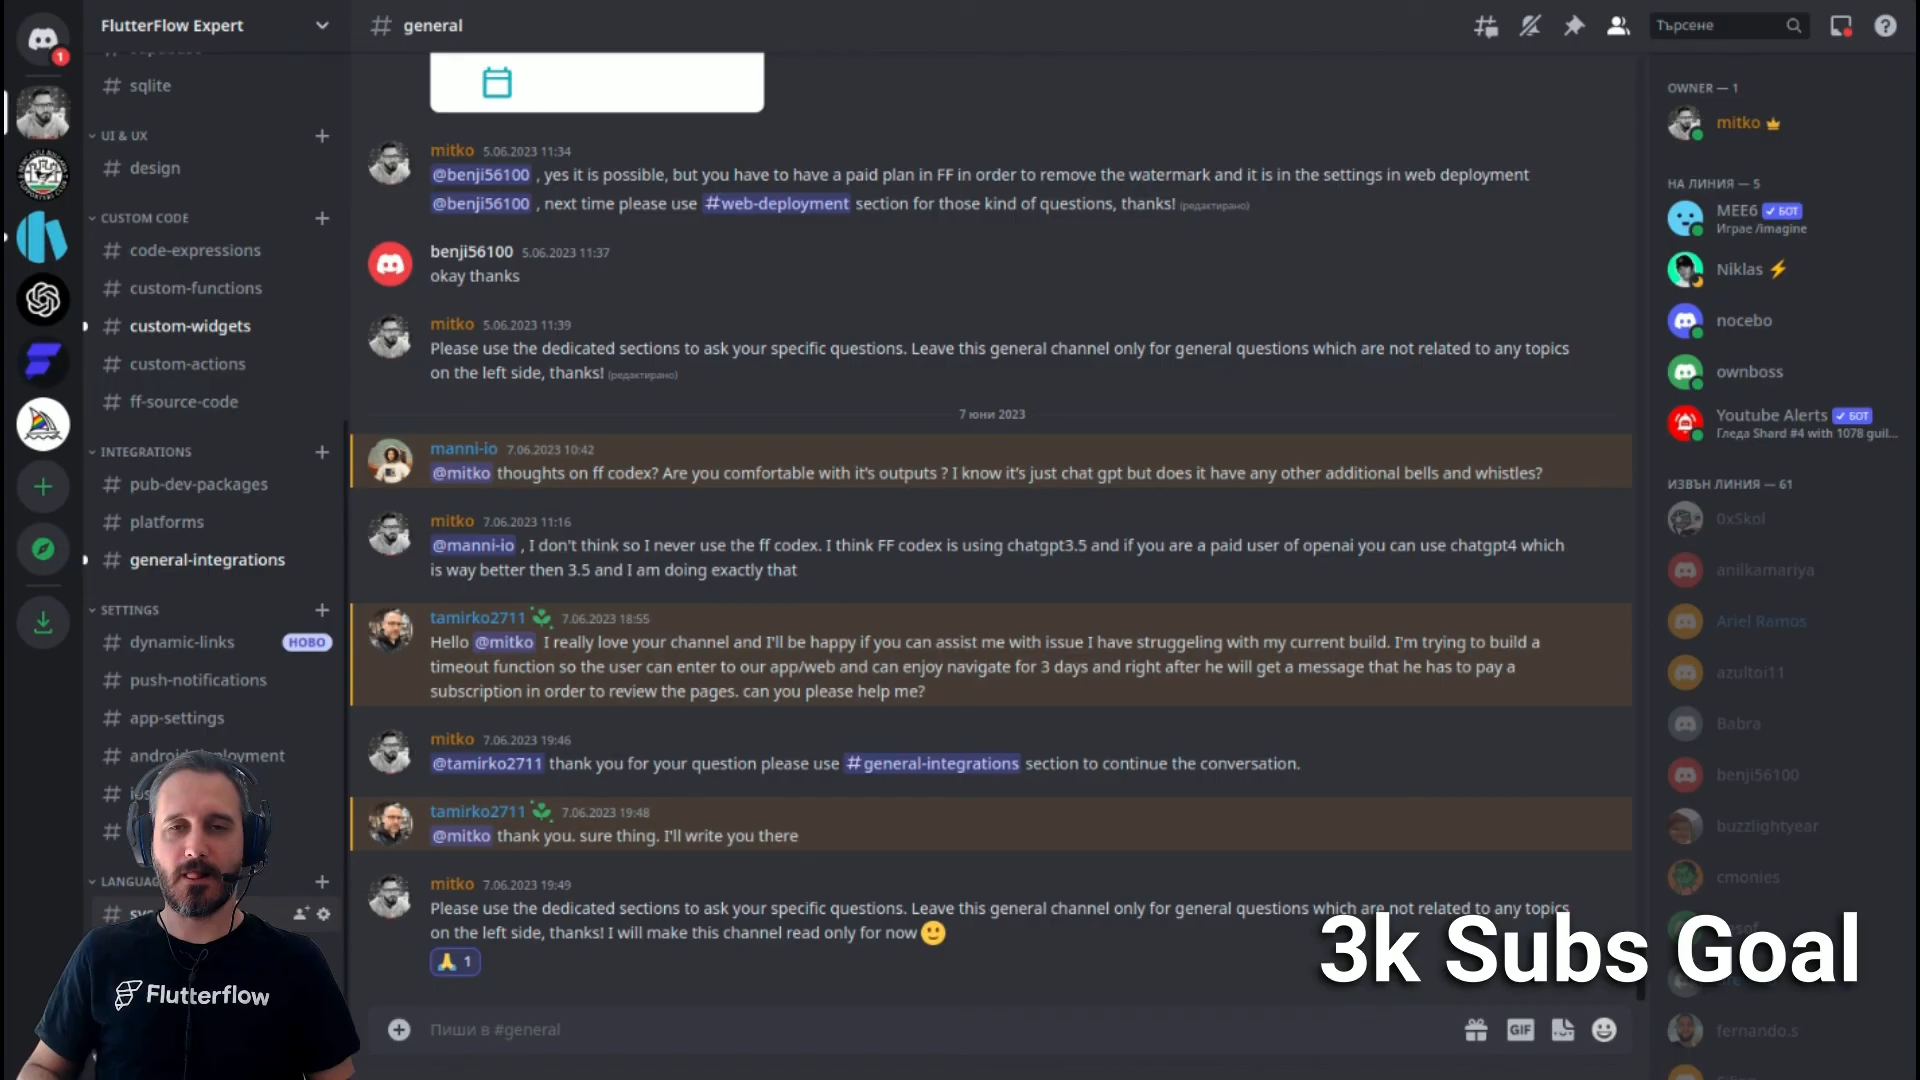 FlutterFlow Expert
general
Търсене
1
sqlite
UI & UX
design
CUSTOM CODE
code-expressions
custom-functions
custom-widgets
custom-actions
ff-source-code
INTEGRATIONS
pub-dev-packages
platforms
general-integrations
SETTINGS
dynamic-links НОВО
push-notifications
app-settings
Flutterflow
mitko 5.06.2023 11:34
@benji56100 , yes it is possible, but you have to have a paid plan in FF in order to remove the watermark and it is in the settings in web deployment
@benji56100 , next time please use #web-deployment section for those kind of questions, thanks! (редактирано)
benji56100 5.06.2023 11:37
okay thanks
mitko 5.06.2023 11:39
Please use the dedicated sections to ask your specific questions. Leave this general channel only for general questions which are not related to any topics
on the left side, thanks! (редактирано)
7 юни 2023
manni-io 7.06.2023 10:42
@mitko thoughts on ff codex? Are you comfortable with it's outputs ? I know it's just chat gpt but does it have any other additional bells and whistles?
mitko 7.06.2023 11:16
@manni-io , I don't think so I never use the ff codex. I think FF codex is using chatgpt3.5 and if you are a paid user of openai you can use chatgpt4 which
is way better then 3.5 and I am doing exactly that
tamirko2711 7.06.2023 18:55
Hello @mitko I really love your channel and I'll be happy if you can assist me with issue I have struggeling with my current build. I'm trying to build a
timeout function so the user can enter to our app/web and can enjoy navigate for 3 days and right after he will get a message that he has to pay a
subscription in order to review the pages. can you please help me?
mitko 7.06.2023 19:46
@tamirko2711 thank you for your question please use #general-integrations section to continue the conversation.
tamirko2711 7.06.2023 19:48
@mitko thank you. sure thing. I'll write you there
mitko 7.06.2023 19:49
Please use the dedicated sections to ask your specific questions. Leave this general channel only for general questions which are not related to any topics
on the left side, thanks! I will make this channel read only for now
1
Пиши в #general
GIF
OWNER — 1
mitko
НА ЛИНИЯ — 5
MEE6 БОТ
Играе /imagine
Niklas
nocebo
ownboss
Youtube Alerts БОТ
Гледа Shard #4 with 1078 guil...
ИЗВЪН ЛИНИЯ — 61
0xSkol
anilkamariya
Ariel Ramos
azultoi11
Babra
benji56100
buzzlightyear
cmonies
fernando.s
3k Subs Goal